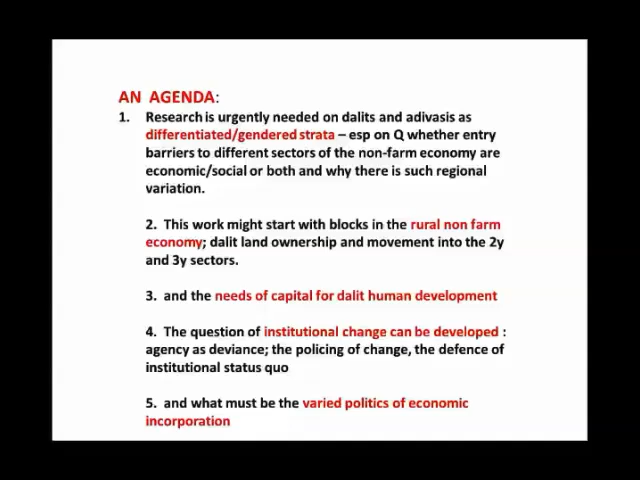 AN AGENDA:
1. Research is urgently needed on dalits and adivasis as
differentiated/gendered strata – esp on Q whether entry
barriers to different sectors of the non-farm economy are
economic/social or both and why there is such regional
variation.
2. This work might start with blocks in the rural non farm
economy; dalit land ownership and movement into the 2y
and 3y sectors.
3. and the needs of capital for dalit human development
4. The question of institutional change can be developed :
agency as deviance; the policing of change, the defence of
institutional status quo
5. and what must be the varied politics of economic
incorporation